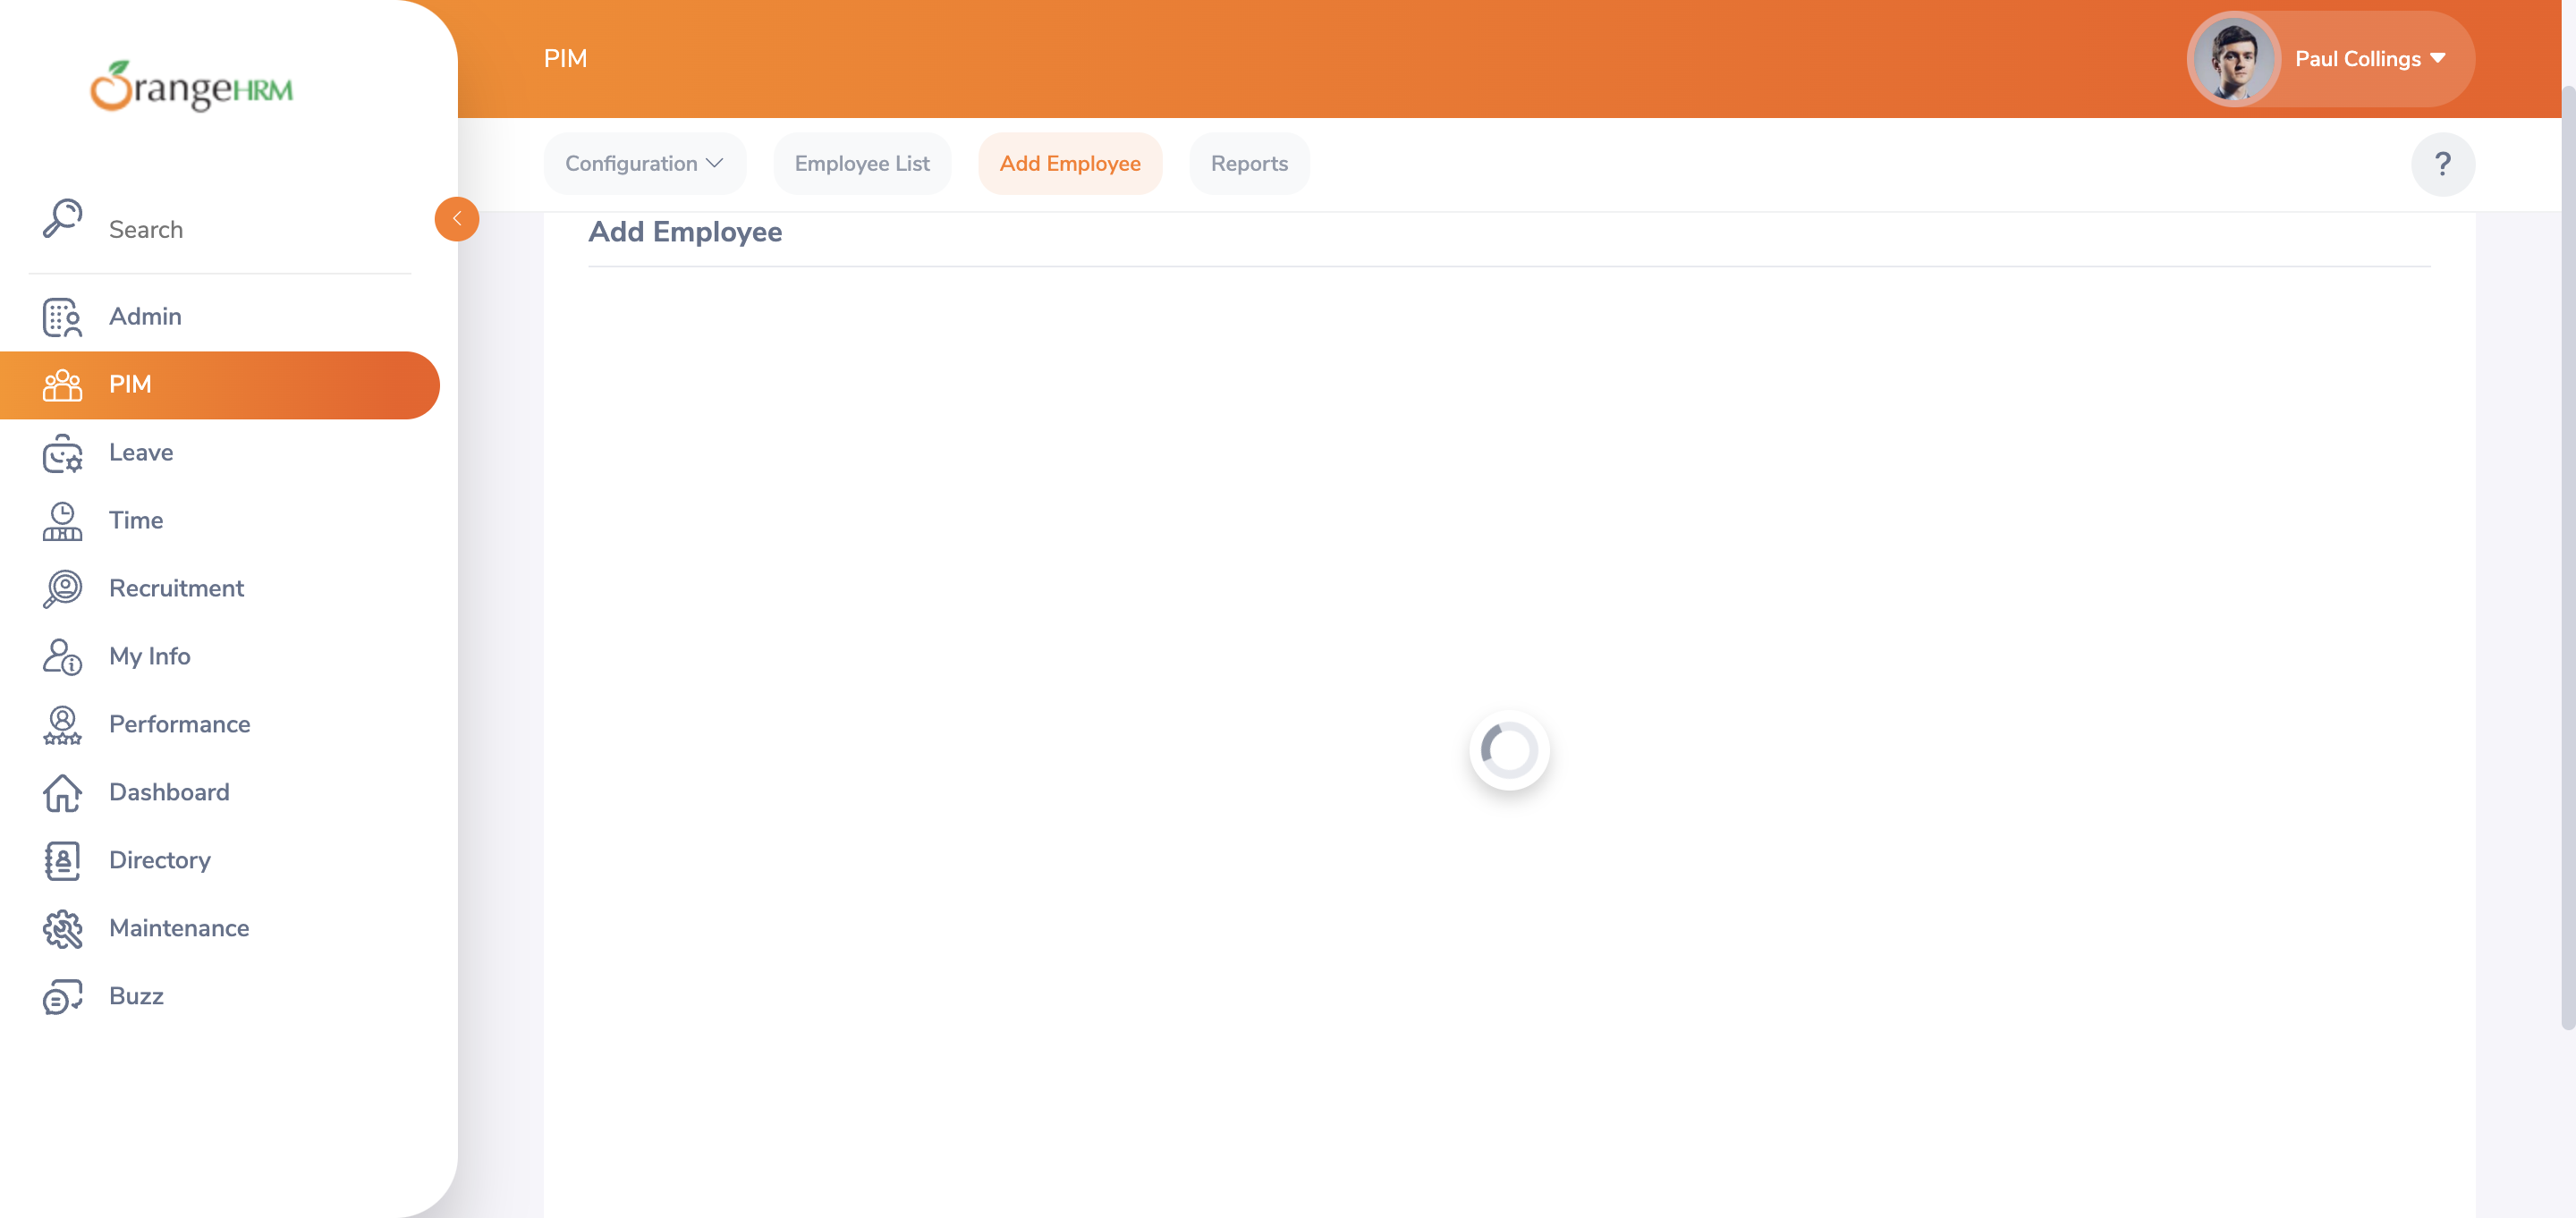 OrangeHRM
PIM
Paul Collings
Configuration
Employee List
Add Employee
Reports
?
Search
Add Employee
Admin
PIM
Leave
Time
Recruitment
My Info
Performance
Dashboard
Directory
Maintenance
Buzz